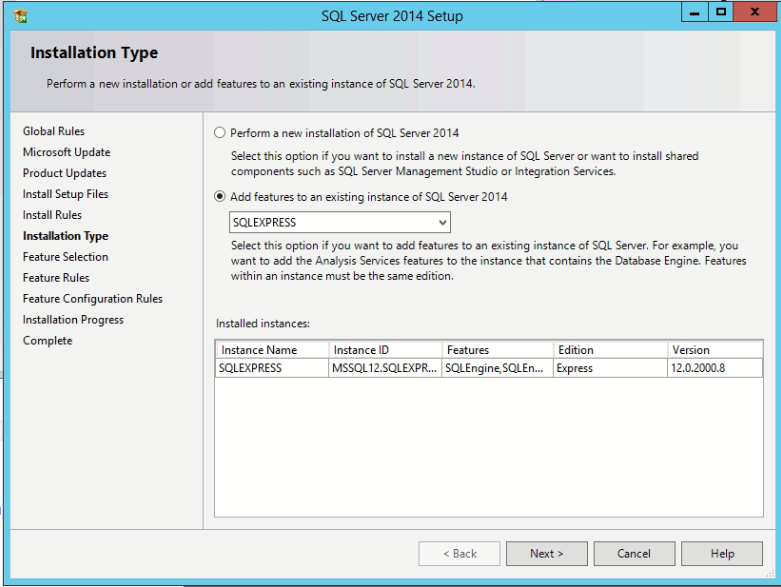 SQL Server 2014 Setup
Installation Type
Perform a new installation or add features to an existing instance of SQL Server 2014.
Global Rules
Microsoft Update
Product Updates
Install Setup Files
Install Rules
Installation Type
Feature Selection
Feature Rules
Feature Configuration Rules
Installation Progress
Complete
Perform a new installation of SQL Server 2014
Select this option if you want to install a new instance of SQL Server or want to install shared
components such as SQL Server Management Studio or Integration Services.
Add features to an existing instance of SQL Server 2014
SQLEXPRESS
Select this option if you want to add features to an existing instance of SQL Server. For example, you
want to add the Analysis Services features to the instance that contains the Database Engine. Features
within an instance must be the same edition.
Installed instances:
Instance Name Instance ID Features Edition Version
SQLEXPRESS MSSQL12.SQLEXPR... SQLEngine,SQLEn... Express 12.0.2000.8
< Back Next > Cancel Help